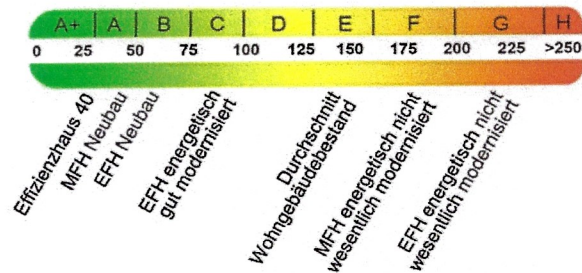 A+ A B C D E F G H
0 25 50 75 100 125 150 175 200 225 >250
Effizienzhaus 40
MFH Neubau
EFH Neubau
EFH energetisch
gut modernisiert
Durchschnitt
Wohngebäudebestand
MFH energetisch nicht
wesentlich modernisiert
EFH energetisch nicht
wesentlich modernisiert